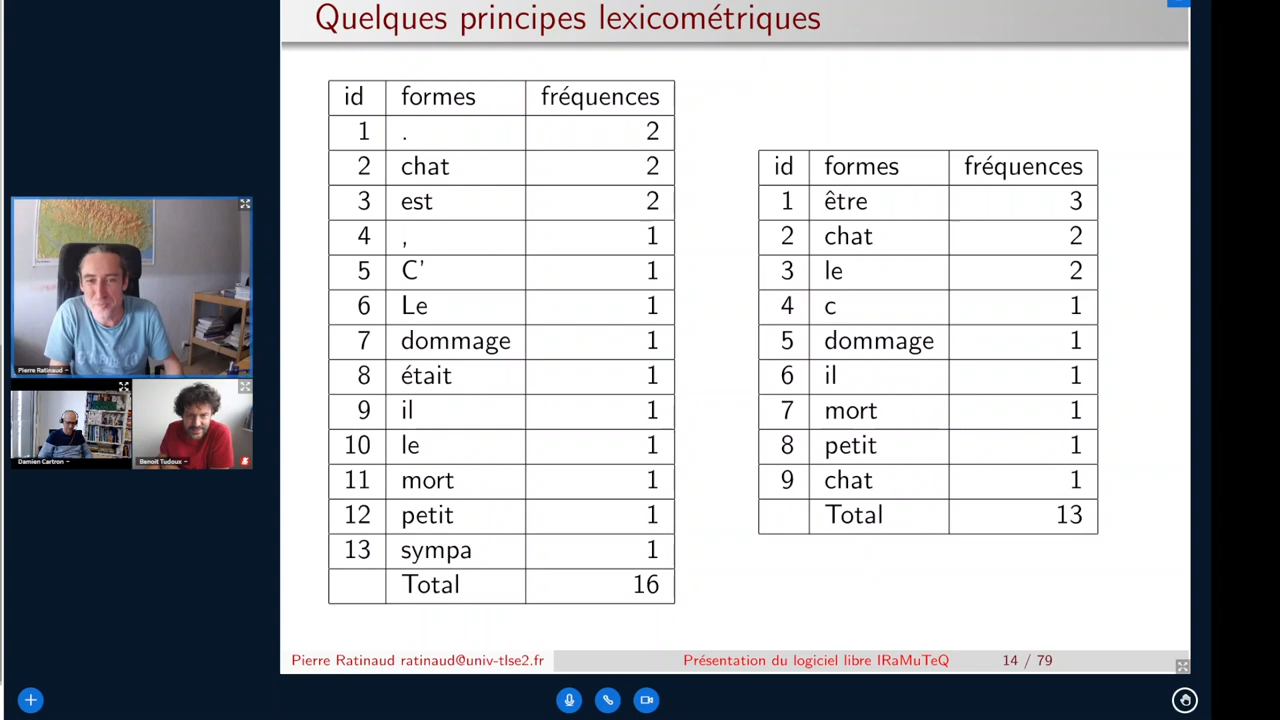 Quelques principes lexicométriques
id formes fréquences
1 . 2
2 chat 2
3 est 2
4 , 1
5 C' 1
6 Le 1
7 dommage 1
8 était 1
9 il 1
10 le 1
11 mort 1
12 petit 1
13 sympa 1
Total 16
id formes fréquences
1 être 3
2 chat 2
3 le 2
4 c 1
5 dommage 1
6 il 1
7 mort 1
8 petit 1
9 chat 1
Total 13
Pierre Ratinaud
Damien Cartron
Benoit Tudoux
Pierre Ratinaud ratinaud@univ-tlse2.fr
Présentation du logiciel libre IRaMuTeQ
14 / 79